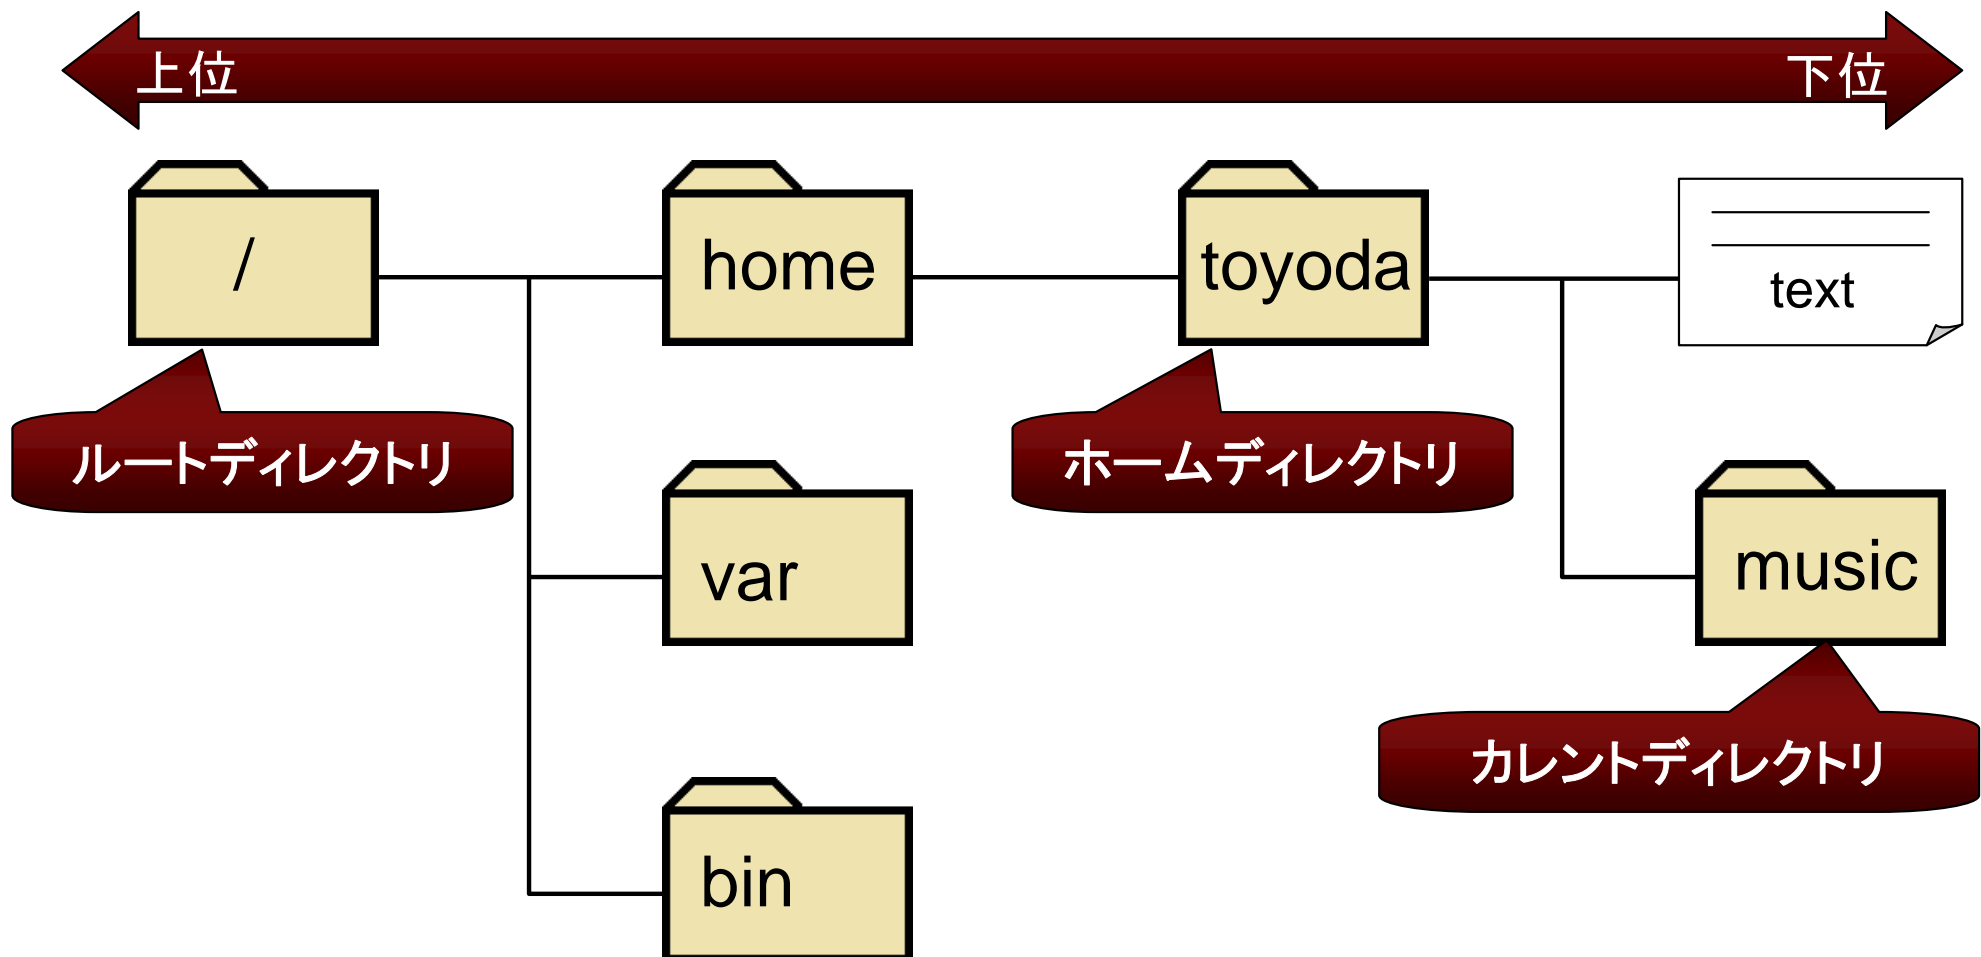 上位
下位
/
home
toyoda
text
ルートディレクトリ
ホームディレクトリ
var
music
カレントディレクトリ
bin